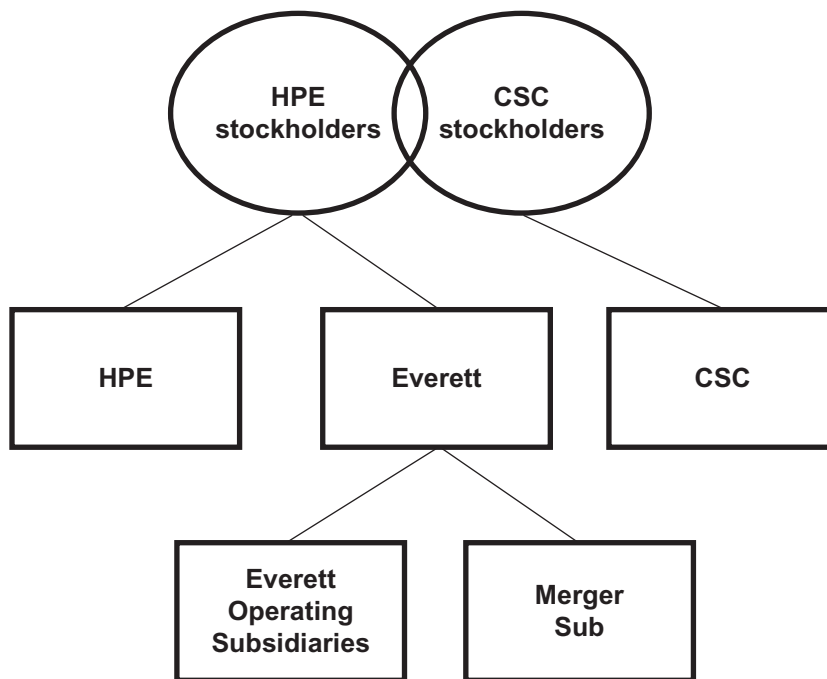 HPE
stockholders
CSC
stockholders
HPE
Everett
CSC
Everett
Operating
Subsidiaries
Merger
Sub